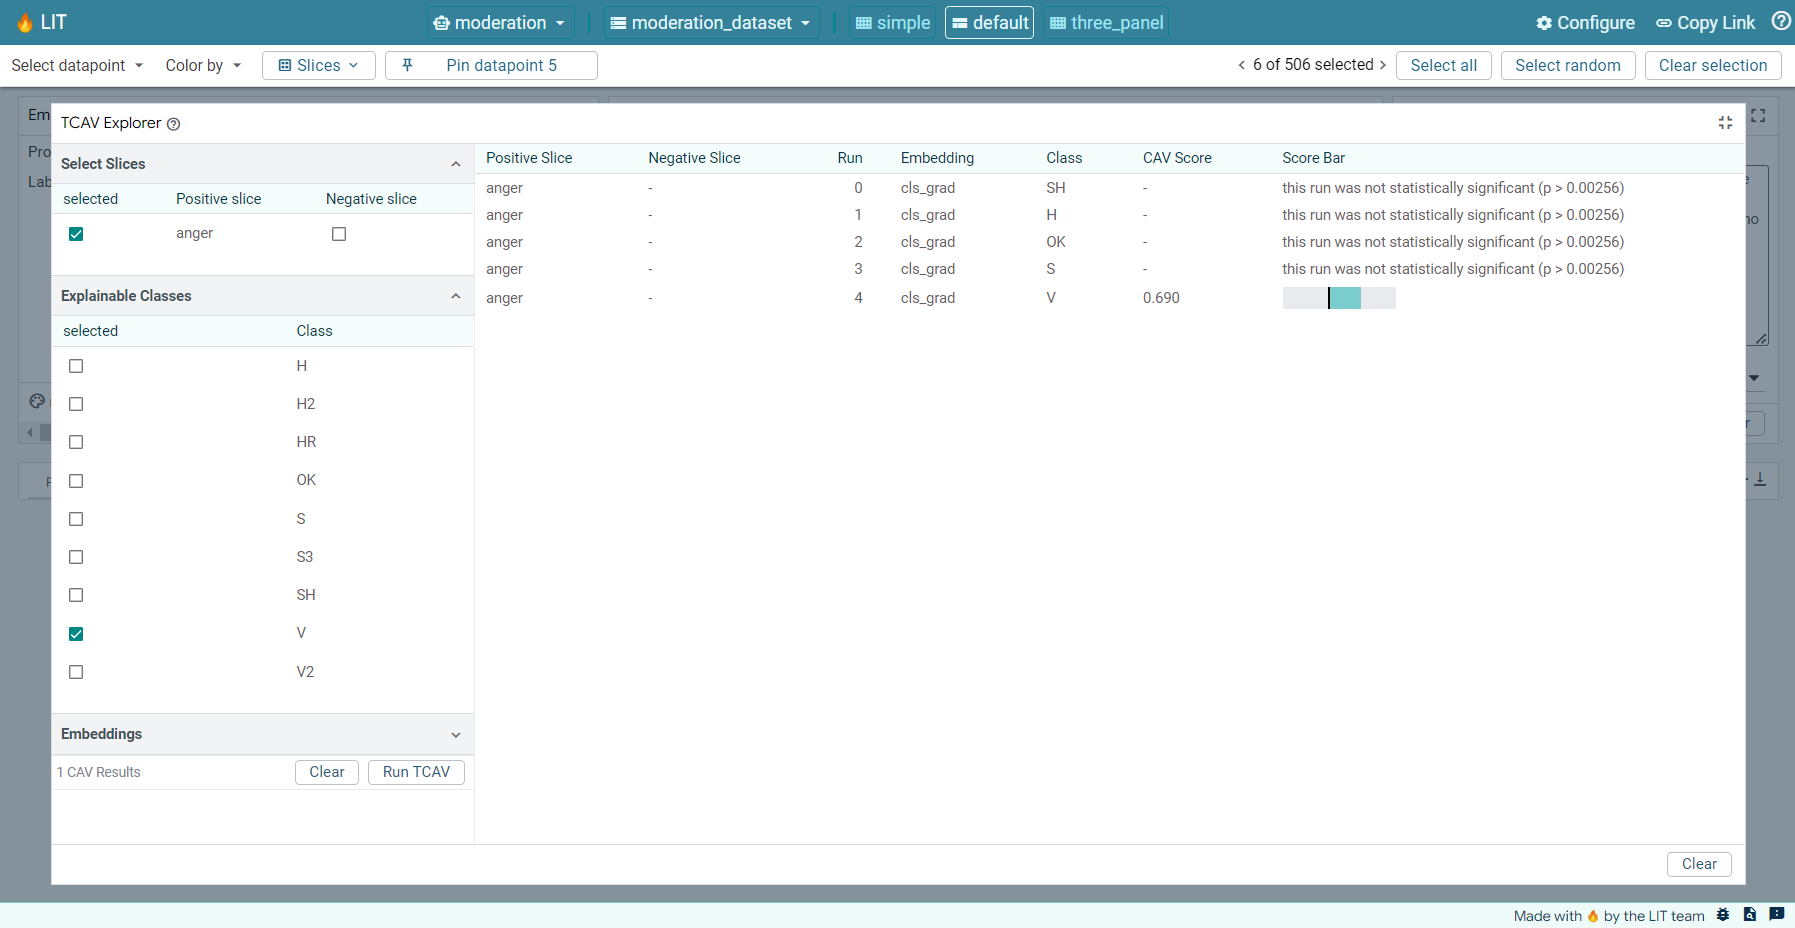 LIT
moderation
moderation_dataset
simple
default
three_panel
Configure
Copy Link
Select datapoint
Color by
Slices
Pin datapoint 5
6 of 506 selected
Select all
Select random
Clear selection
Em
Pro
Lab
TCAV Explorer
Select Slices
selected Positive slice Negative slice
anger
Explainable Classes
selected Class
H
H2
HR
OK
S
S3
SH
V
V2
Embeddings
1 CAV Results
Clear
Run TCAV
Positive Slice Negative Slice Run Embedding Class CAV Score Score Bar
anger - 0 cls_grad SH - this run was not statistically significant (p > 0.00256)
anger - 1 cls_grad H - this run was not statistically significant (p > 0.00256)
anger - 2 cls_grad OK - this run was not statistically significant (p > 0.00256)
anger - 3 cls_grad S - this run was not statistically significant (p > 0.00256)
anger - 4 cls_grad V 0.690
Clear
Made with 🔥 by the LIT team